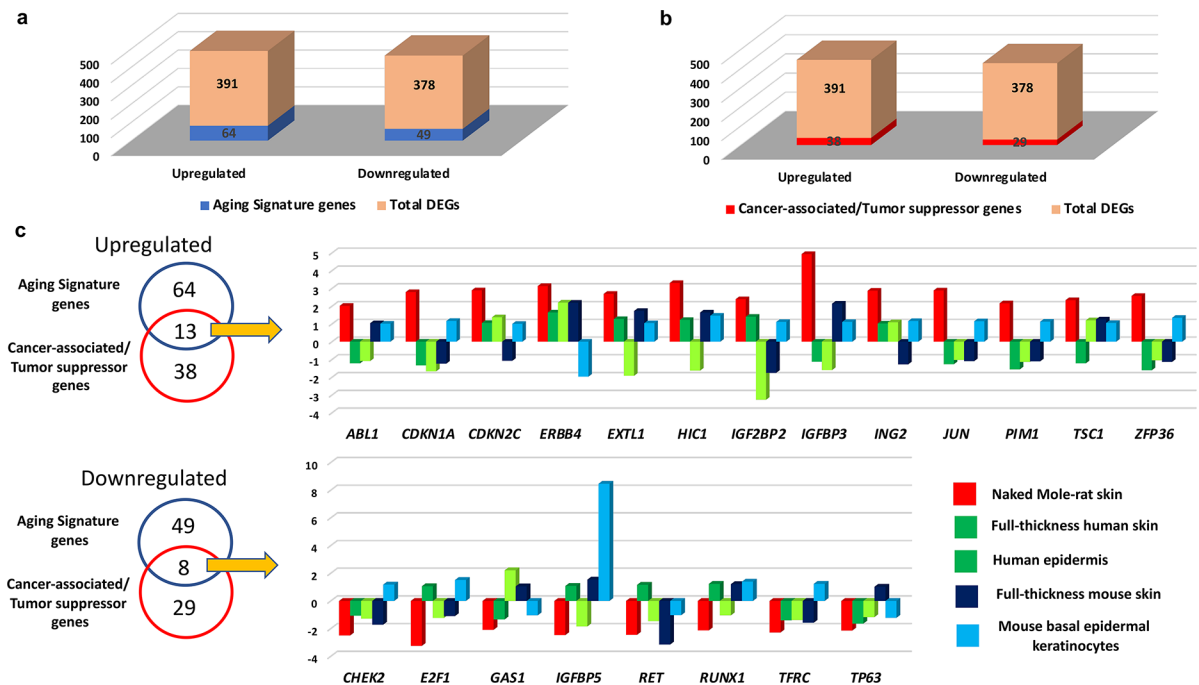 a
500
400
300
200
100
0
391
64
378
49
Upregulated
Downregulated
Aging Signature genes
Total DEGs
b
500
400
300
200
100
0
391
38
378
29
Upregulated
Downregulated
Cancer-associated/Tumor suppressor genes
Total DEGs
c
Upregulated
Aging Signature
genes
64
13
Cancer-associated/
Tumor suppressor
genes
38
5
4
3
2
1
0
-1
-2
-3
-4
ABL1 CDKN1A CDKN2C ERBB4 EXTL1 HIC1 IGF2BP2 IGFBP3 ING2 JUN PIM1 TSC1 ZFP36
Downregulated
Aging Signature
genes
49
8
Cancer-associated/
Tumor suppressor
genes
29
10
8
6
4
2
0
-2
-4
CHEK2 E2F1 GAS1 IGFBP5 RET RUNX1 TFRC TP63
Naked Mole-rat skin
Full-thickness human skin
Human epidermis
Full-thickness mouse skin
Mouse basal epidermal
keratinocytes